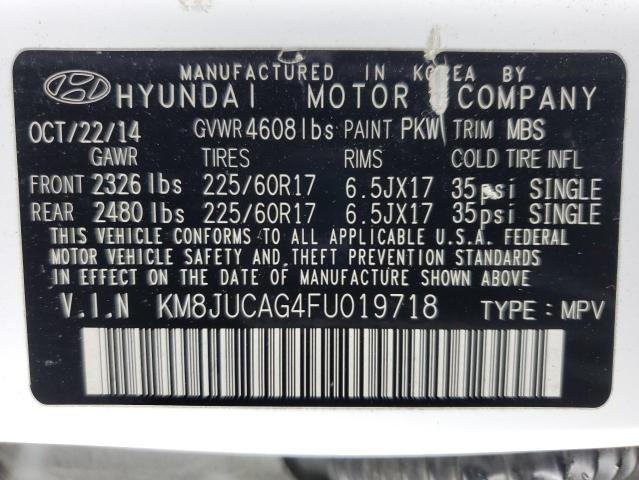 MANUFACTURED IN KOREA BY
HYUNDAI MOTOR COMPANY
OCT/22/14 GVWR 4608 lbs PAINT PKW TRIM MBS
GAWR TIRES RIMS COLD TIRE INFL
FRONT 2326 lbs 225/60R17 6.5JX17 35psi SINGLE
REAR 2480 lbs 225/60R17 6.5JX17 35psi SINGLE
THIS VEHICLE CONFORMS TO ALL APPLICABLE U.S.A. FEDERAL
MOTOR VEHICLE SAFETY AND THEFT PREVENTION STANDARDS
IN EFFECT ON THE DATE OF MANUFACTURE SHOWN ABOVE.
V.I.N KM8JUCAG4FU019718 TYPE: MPV